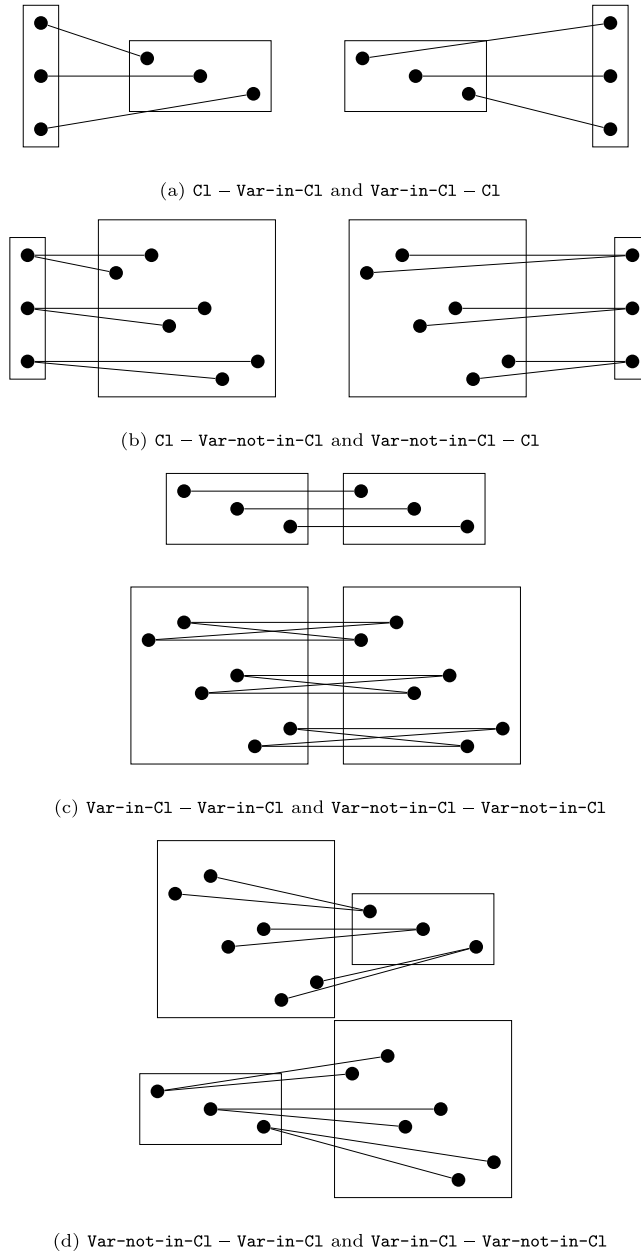 (a) Cl – Var-in-Cl and Var-in-Cl – Cl
(b) Cl – Var-not-in-Cl and Var-not-in-Cl – Cl
(c) Var-in-Cl – Var-in-Cl and Var-not-in-Cl – Var-not-in-Cl
(d) Var-not-in-Cl – Var-in-Cl and Var-in-Cl – Var-not-in-Cl